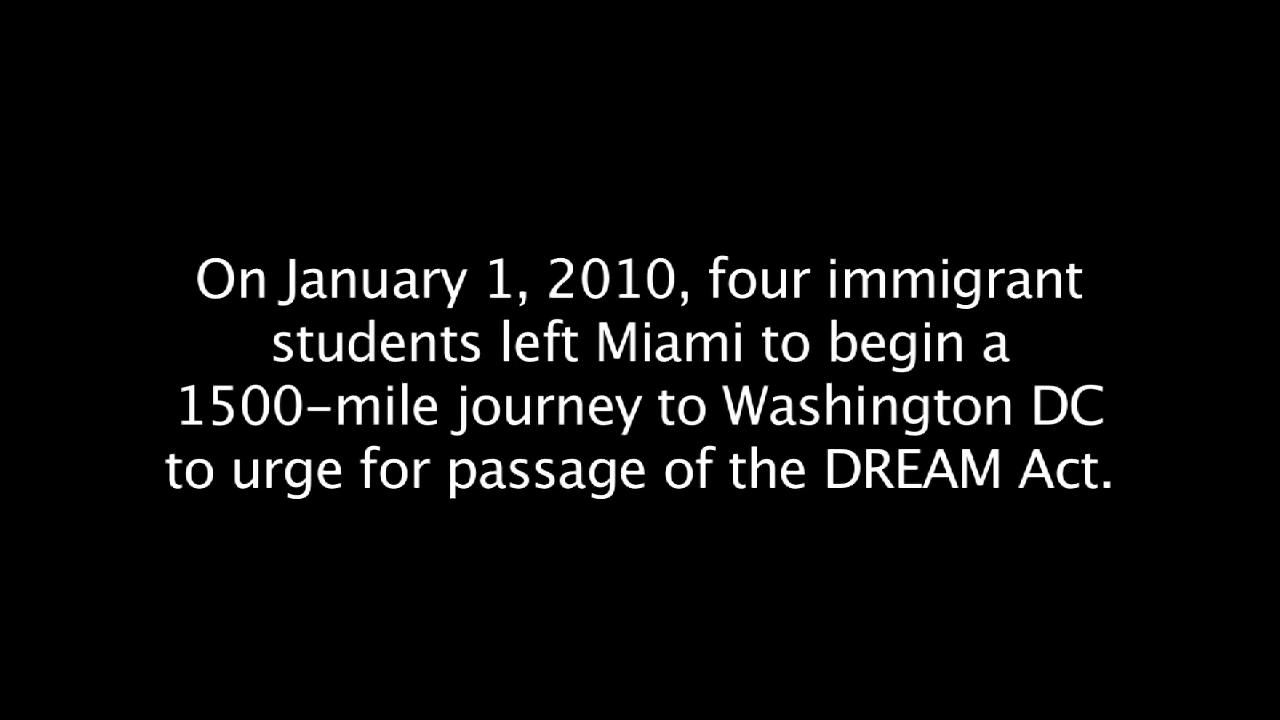 On January 1, 2010, four immigrant
students left Miami to begin a
1500-mile journey to Washington DC
to urge for passage of the DREAM Act.